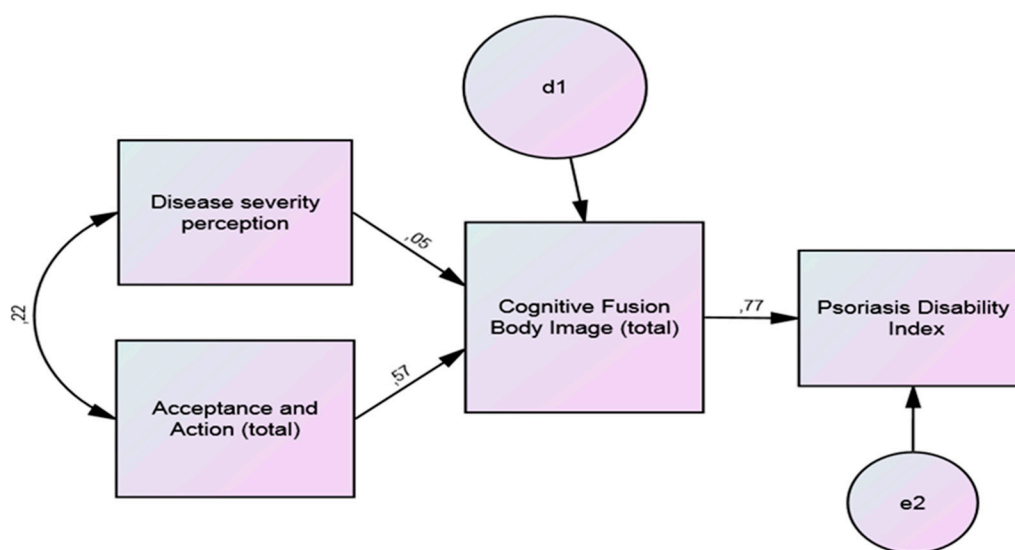 d1
Disease severity
perception
,05
,22
Cognitive Fusion
Body Image (total)
,77
Psoriasis Disability
Index
,57
Acceptance and
Action (total)
e2